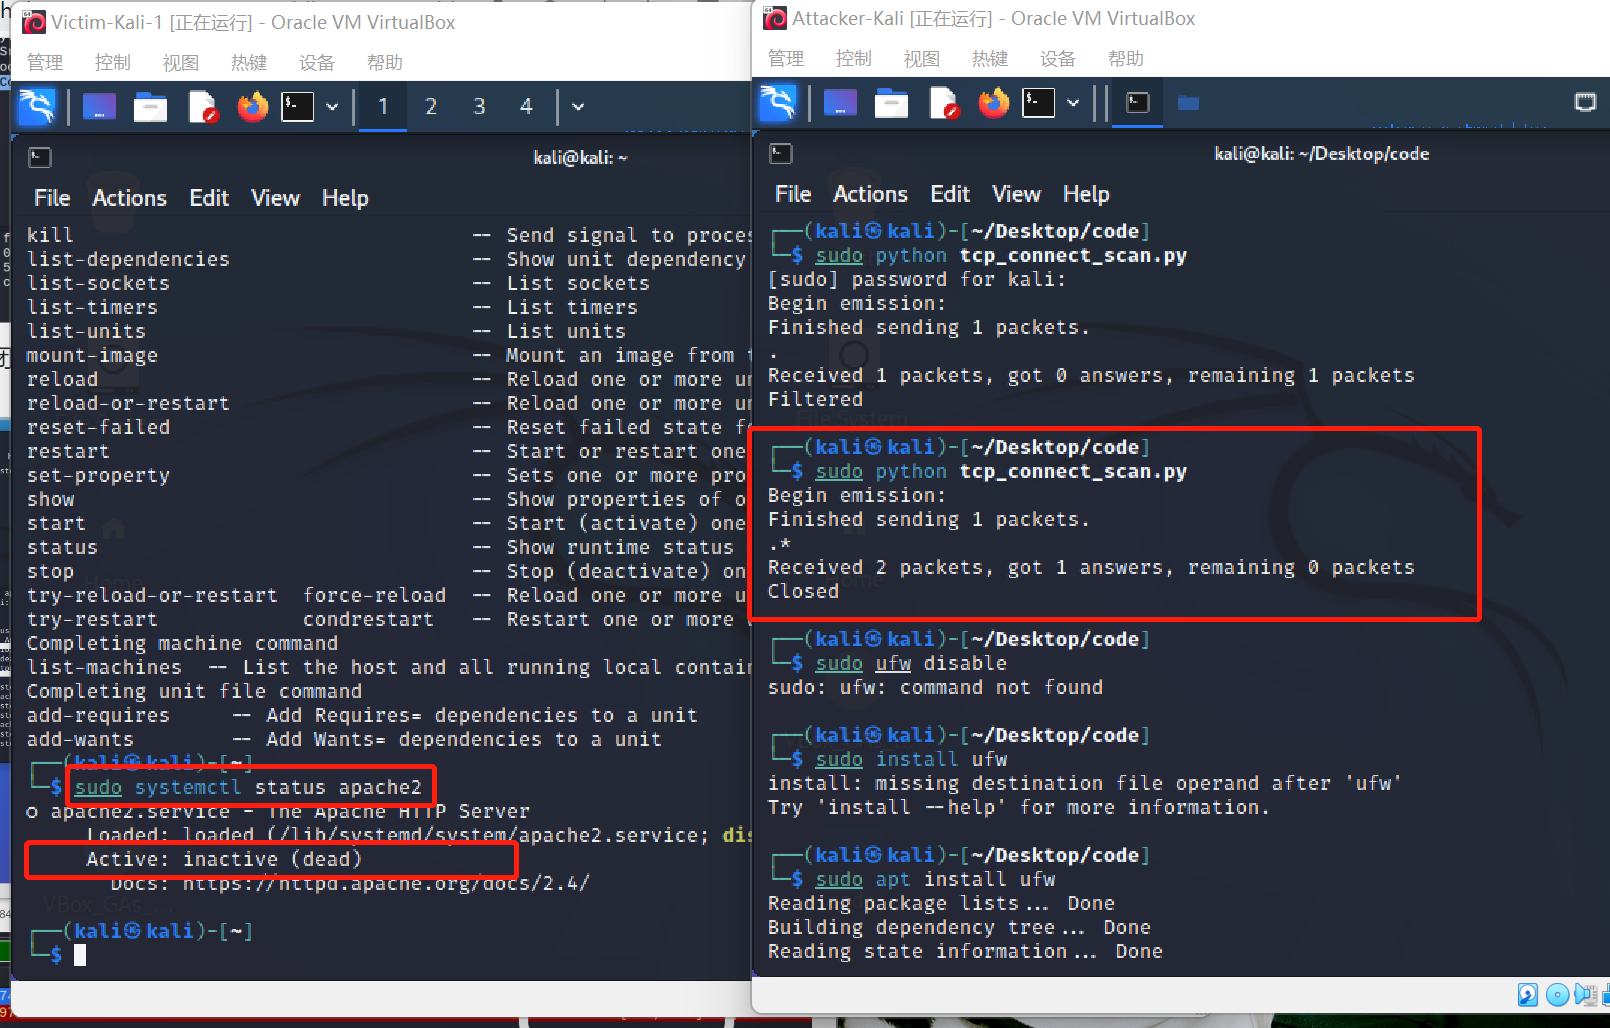 Victim-Kali-1 [正在运行] - Oracle VM VirtualBox
管理 控制 视图 热键 设备 帮助
1 2 3 4
kali@kali: ~
File Actions Edit View Help
kill -- Send signal to proces
list-dependencies -- Show unit dependency
list-sockets -- List sockets
list-timers -- List timers
list-units -- List units
mount-image -- Mount an image from
reload -- Reload one or more un
reload-or-restart -- Reload one or more un
reset-failed -- Reset failed state fo
restart -- Start or restart one
set-property -- Sets one or more pro
show -- Show properties of o
start -- Start (activate) one
status -- Show runtime status
stop -- Stop (deactivate) on
try-reload-or-restart force-reload -- Reload one or more u
try-restart condrestart -- Restart one or more
Completing machine command
list-machines -- List the host and all running local contain
Completing unit file command
add-requires -- Add Requires= dependencies to a unit
add-wants -- Add Wants= dependencies to a unit
(kali㉿kali)-[~]
$ sudo systemctl status apache2
○ apache2.service - The Apache HTTP Server
Loaded: loaded (/lib/systemd/system/apache2.service; dis
Active: inactive (dead)
Docs: https://httpd.apache.org/docs/2.4/
(kali㉿kali)-[~]
$
Attacker-Kali [正在运行] - Oracle VM VirtualBox
管理 控制 视图 热键 设备 帮助
kali@kali: ~/Desktop/code
File Actions Edit View Help
(kali㉿kali)-[~/Desktop/code]
$ sudo python tcp_connect_scan.py
[sudo] password for kali:
Begin emission:
Finished sending 1 packets.
.
Received 1 packets, got 0 answers, remaining 1 packets
Filtered
(kali㉿kali)-[~/Desktop/code]
$ sudo python tcp_connect_scan.py
Begin emission:
Finished sending 1 packets.
.*
Received 2 packets, got 1 answers, remaining 0 packets
Closed
(kali㉿kali)-[~/Desktop/code]
$ sudo ufw disable
sudo: ufw: command not found
(kali㉿kali)-[~/Desktop/code]
$ sudo install ufw
install: missing destination file operand after 'ufw'
Try 'install --help' for more information.
(kali㉿kali)-[~/Desktop/code]
$ sudo apt install ufw
Reading package lists... Done
Building dependency tree... Done
Reading state information... Done